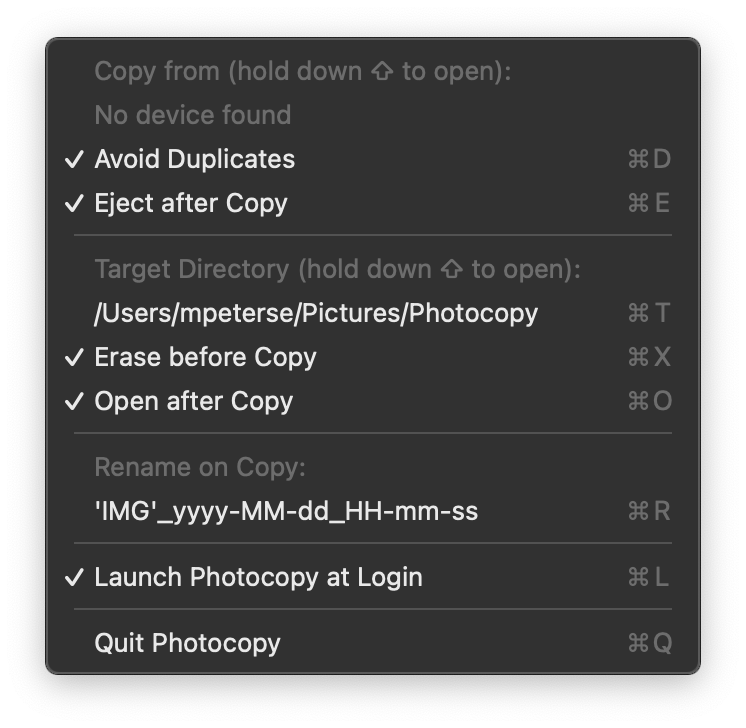 Copy from (hold down ⇧ to open):
No device found
✓ Avoid Duplicates ⌘D
✓ Eject after Copy ⌘E
Target Directory (hold down ⇧ to open):
/Users/mpeterse/Pictures/Photocopy ⌘T
✓ Erase before Copy ⌘X
✓ Open after Copy ⌘O
Rename on Copy:
'IMG'_yyyy-MM-dd_HH-mm-ss ⌘R
✓ Launch Photocopy at Login ⌘L
Quit Photocopy ⌘Q